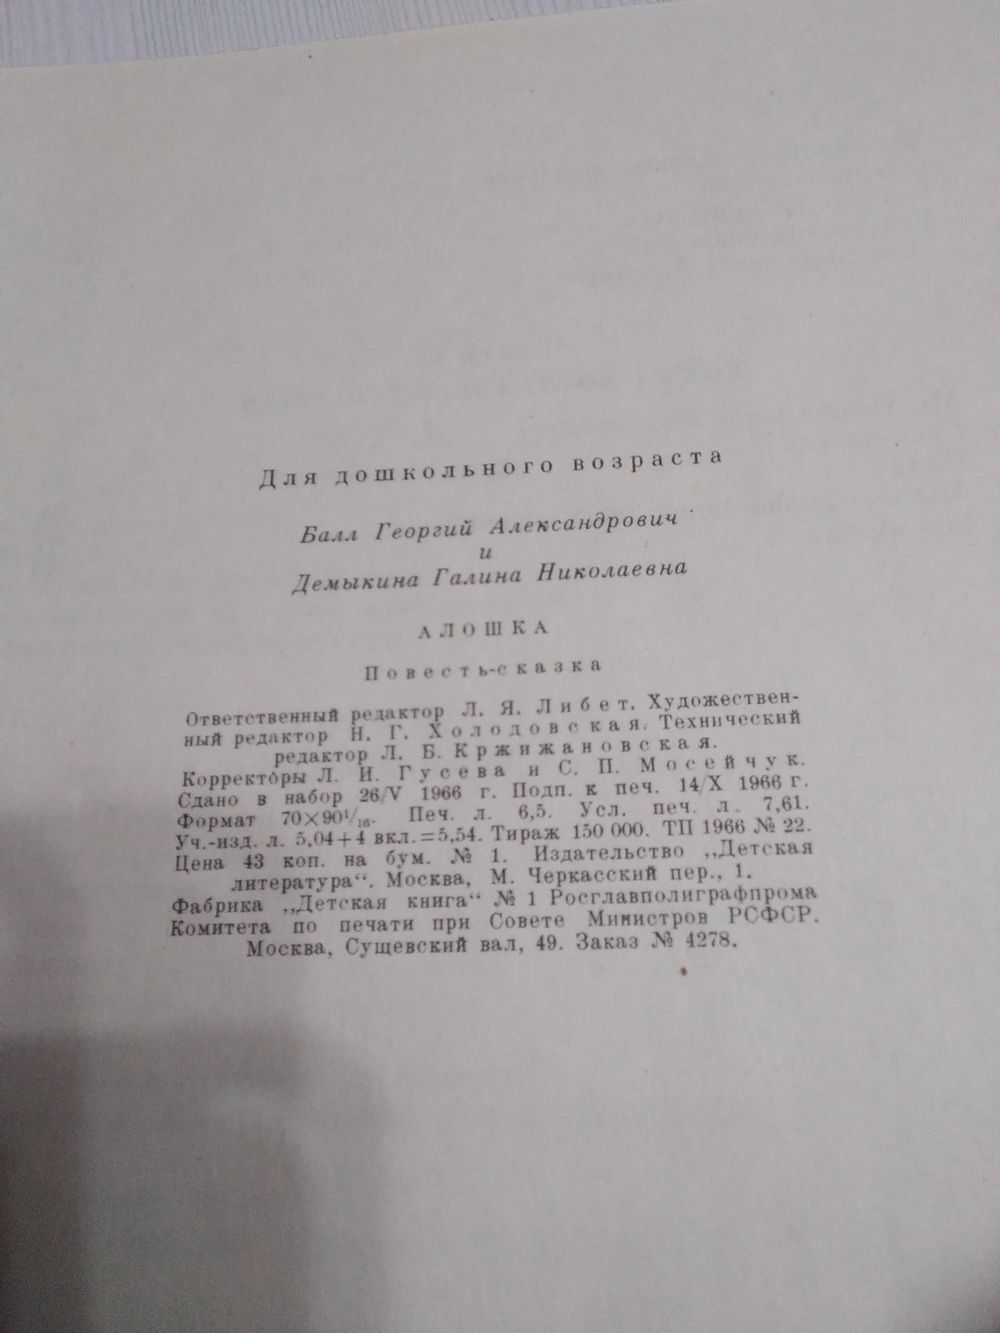 Для дошкольного возраста
Балл Георгий Александрович
и
Демыкина Галина Николаевна
АЛОШКА
Повесть-сказка
Ответственный редактор Л. Я. Либет. Художествен-
ный редактор Н. Г. Холодовская. Технический
редактор Л. Б. Кржижановская.
Корректоры Л. И. Гусева и С. П. Мосейчук.
Сдано в набор 26/V 1966 г. Подп. к печ. 14/X 1966 г.
Формат 70×90¹/₁₆. Печ. л. 6,5. Усл. печ. л. 7,61.
Уч.-изд. л. 5,04+4 вкл.=5,54. Тираж 150 000. ТП 1966 № 22.
Цена 43 коп. на бум. № 1. Издательство „Детская
литература“. Москва, М. Черкасский пер., 1.
Фабрика „Детская книга“ № 1 Росглавполиграфпрома
Комитета по печати при Совете Министров РСФСР.
Москва, Сущевский вал, 49. Заказ № 4278.